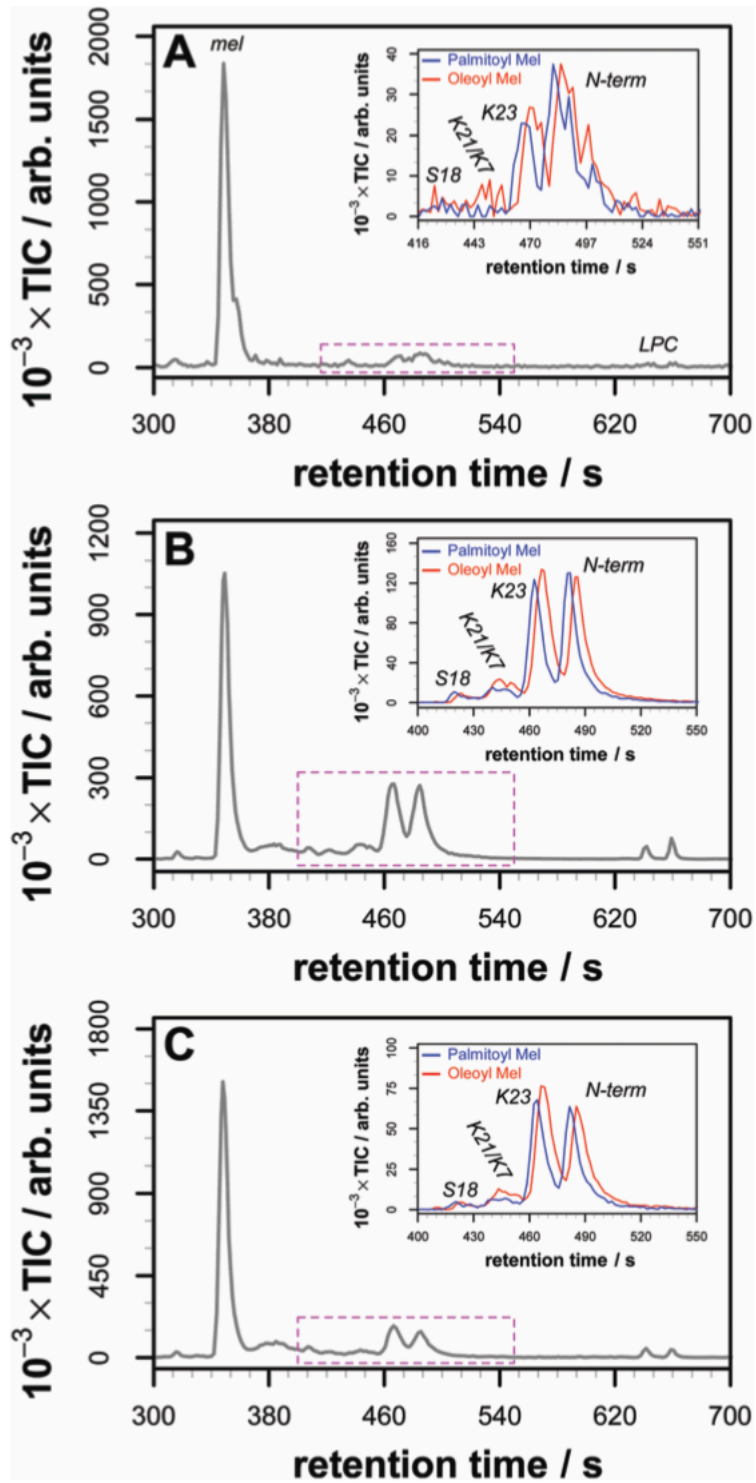 A
mel
Palmitoyl Mel
Oleoyl Mel
N-term
K23
K21/K7
S18
10⁻³ × TIC / arb. units
0 10 20 30 40
416 443 470 497 524 551
retention time / s
LPC
10⁻³ × TIC / arb. units
0 500 1000 1500 2000
300 380 460 540 620 700
retention time / s
B
Palmitoyl Mel
Oleoyl Mel
N-term
K23
K21/K7
S18
10⁻³ × TIC / arb. units
0 40 80 120 160
400 430 460 490 520 550
retention time / s
10⁻³ × TIC / arb. units
0 300 600 900 1200
300 380 460 540 620 700
retention time / s
C
Palmitoyl Mel
Oleoyl Mel
N-term
K23
K21/K7
S18
10⁻³ × TIC / arb. units
0 25 50 75 100
400 430 460 490 520 550
retention time / s
10⁻³ × TIC / arb. units
0 450 900 1350 1800
300 380 460 540 620 700
retention time / s